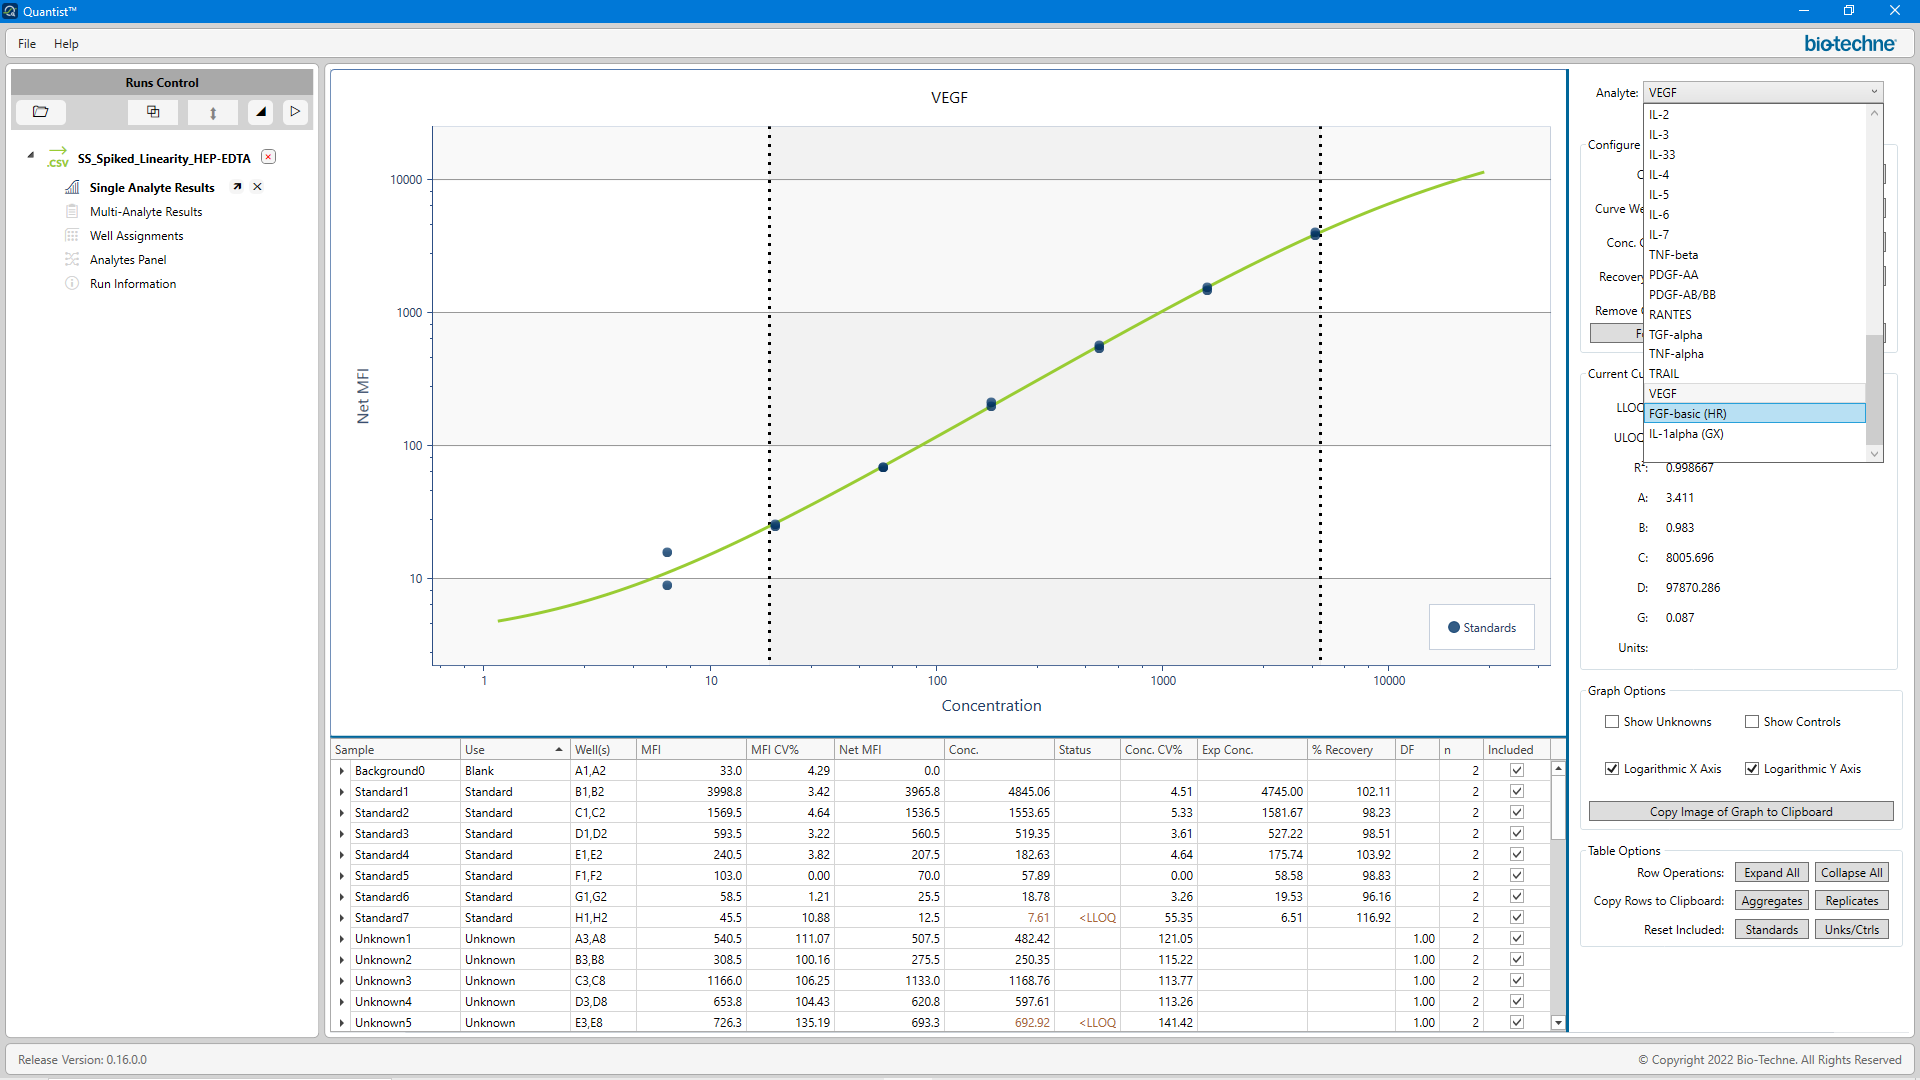 Quantist™
File Help
bio-techne®
Runs Control
.csv SS_Spiked_Linearity_HEP-EDTA
Single Analyte Results
Multi-Analyte Results
Well Assignments
Analytes Panel
Run Information
VEGF
Net MFI
10000
1000
100
10
1 10 100 1000 10000
Concentration
Standards
Sample Use Well(s) MFI MFI CV% Net MFI Conc. Status Conc. CV% Exp Conc. % Recovery DF n Included
Background0 Blank A1,A2 33.0 4.29 0.0 2
Standard1 Standard B1,B2 3998.8 3.42 3965.8 4845.06 4.51 4745.00 102.11 2
Standard2 Standard C1,C2 1569.5 4.64 1536.5 1553.65 5.33 1581.67 98.23 2
Standard3 Standard D1,D2 593.5 3.22 560.5 519.35 3.61 527.22 98.51 2
Standard4 Standard E1,E2 240.5 3.82 207.5 182.63 4.64 175.74 103.92 2
Standard5 Standard F1,F2 103.0 0.00 70.0 57.89 0.00 58.58 98.83 2
Standard6 Standard G1,G2 58.5 1.21 25.5 18.78 3.26 19.53 96.16 2
Standard7 Standard H1,H2 45.5 10.88 12.5 7.61 <LLOQ 55.35 6.51 116.92 2
Unknown1 Unknown A3,A8 540.5 111.07 507.5 482.42 121.05 1.00 2
Unknown2 Unknown B3,B8 308.5 100.16 275.5 250.35 115.22 1.00 2
Unknown3 Unknown C3,C8 1166.0 106.25 1133.0 1168.76 113.77 1.00 2
Unknown4 Unknown D3,D8 653.8 104.43 620.8 597.61 113.26 1.00 2
Unknown5 Unknown E3,E8 726.3 135.19 693.3 692.92 <LLOQ 141.42 1.00 2
Analyte: VEGF
IL-2
IL-3
IL-33
IL-4
IL-5
IL-6
IL-7
TNF-beta
PDGF-AA
PDGF-AB/BB
RANTES
TGF-alpha
TNF-alpha
TRAIL
VEGF
FGF-basic (HR)
IL-1alpha (GX)
Configure
Curve We
Conc. 
Recovery
Remove
Current Cu
LLOQ
ULOQ
R²: 0.998667
A: 3.411
B: 0.983
C: 8005.696
D: 97870.286
G: 0.087
Units:
Graph Options
Show Unknowns Show Controls
Logarithmic X Axis Logarithmic Y Axis
Copy Image of Graph to Clipboard
Table Options
Row Operations: Expand All Collapse All
Copy Rows to Clipboard: Aggregates Replicates
Reset Included: Standards Unks/Ctrls
Release Version: 0.16.0.0
© Copyright 2022 Bio-Techne. All Rights Reserved